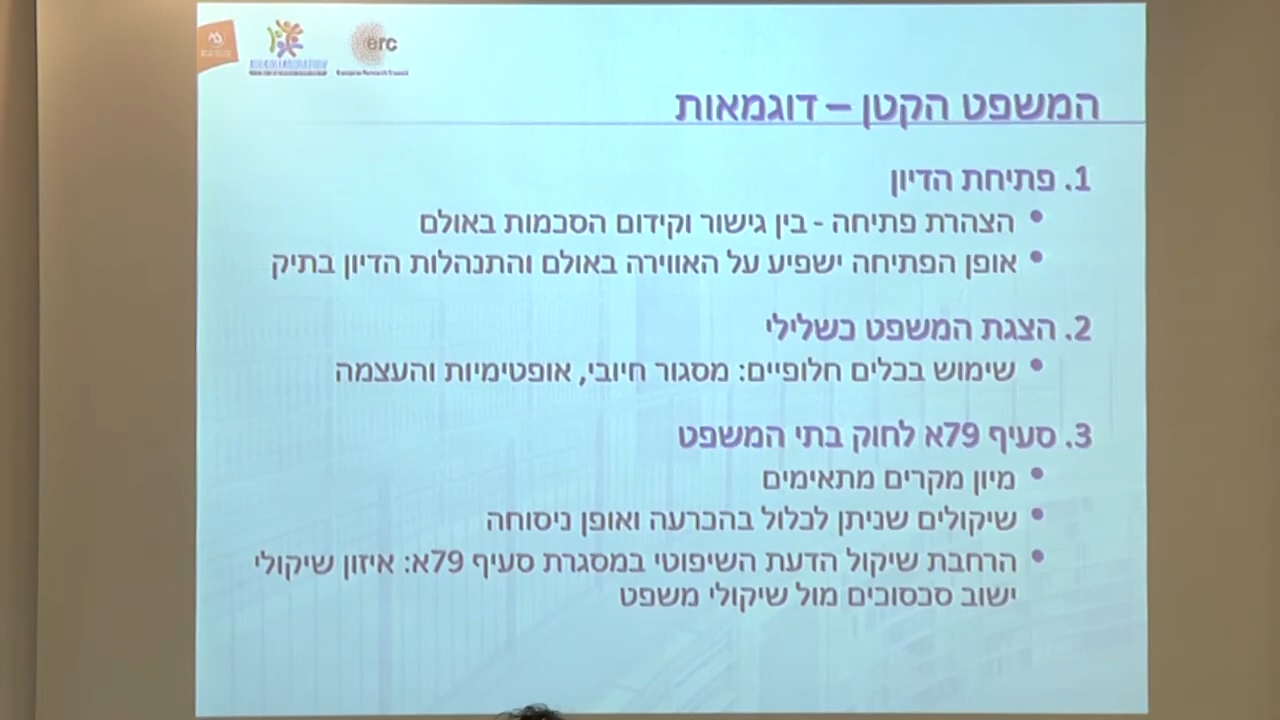 erc
European Research Council
המשפט הקטן – דוגמאות
1. פתיחת הדיון
• הצהרת פתיחה - בין גישור וקידום הסכמות באולם
• אופן הפתיחה ישפיע על האווירה באולם והתנהלות הדיון בתיק
2. הצגת המשפט כשלילי
• שימוש בכלים חלופיים: מסגור חיובי, אופטימיות והעצמה
3. סעיף 79א לחוק בתי המשפט
• מיון מקרים מתאימים
• שיקולים שניתן לכלול בהכרעה ואופן ניסוחה
• הרחבת שיקול הדעת השיפוטי במסגרת סעיף 79א: איזון שיקולי
ישוב סכסוכים מול שיקולי משפט